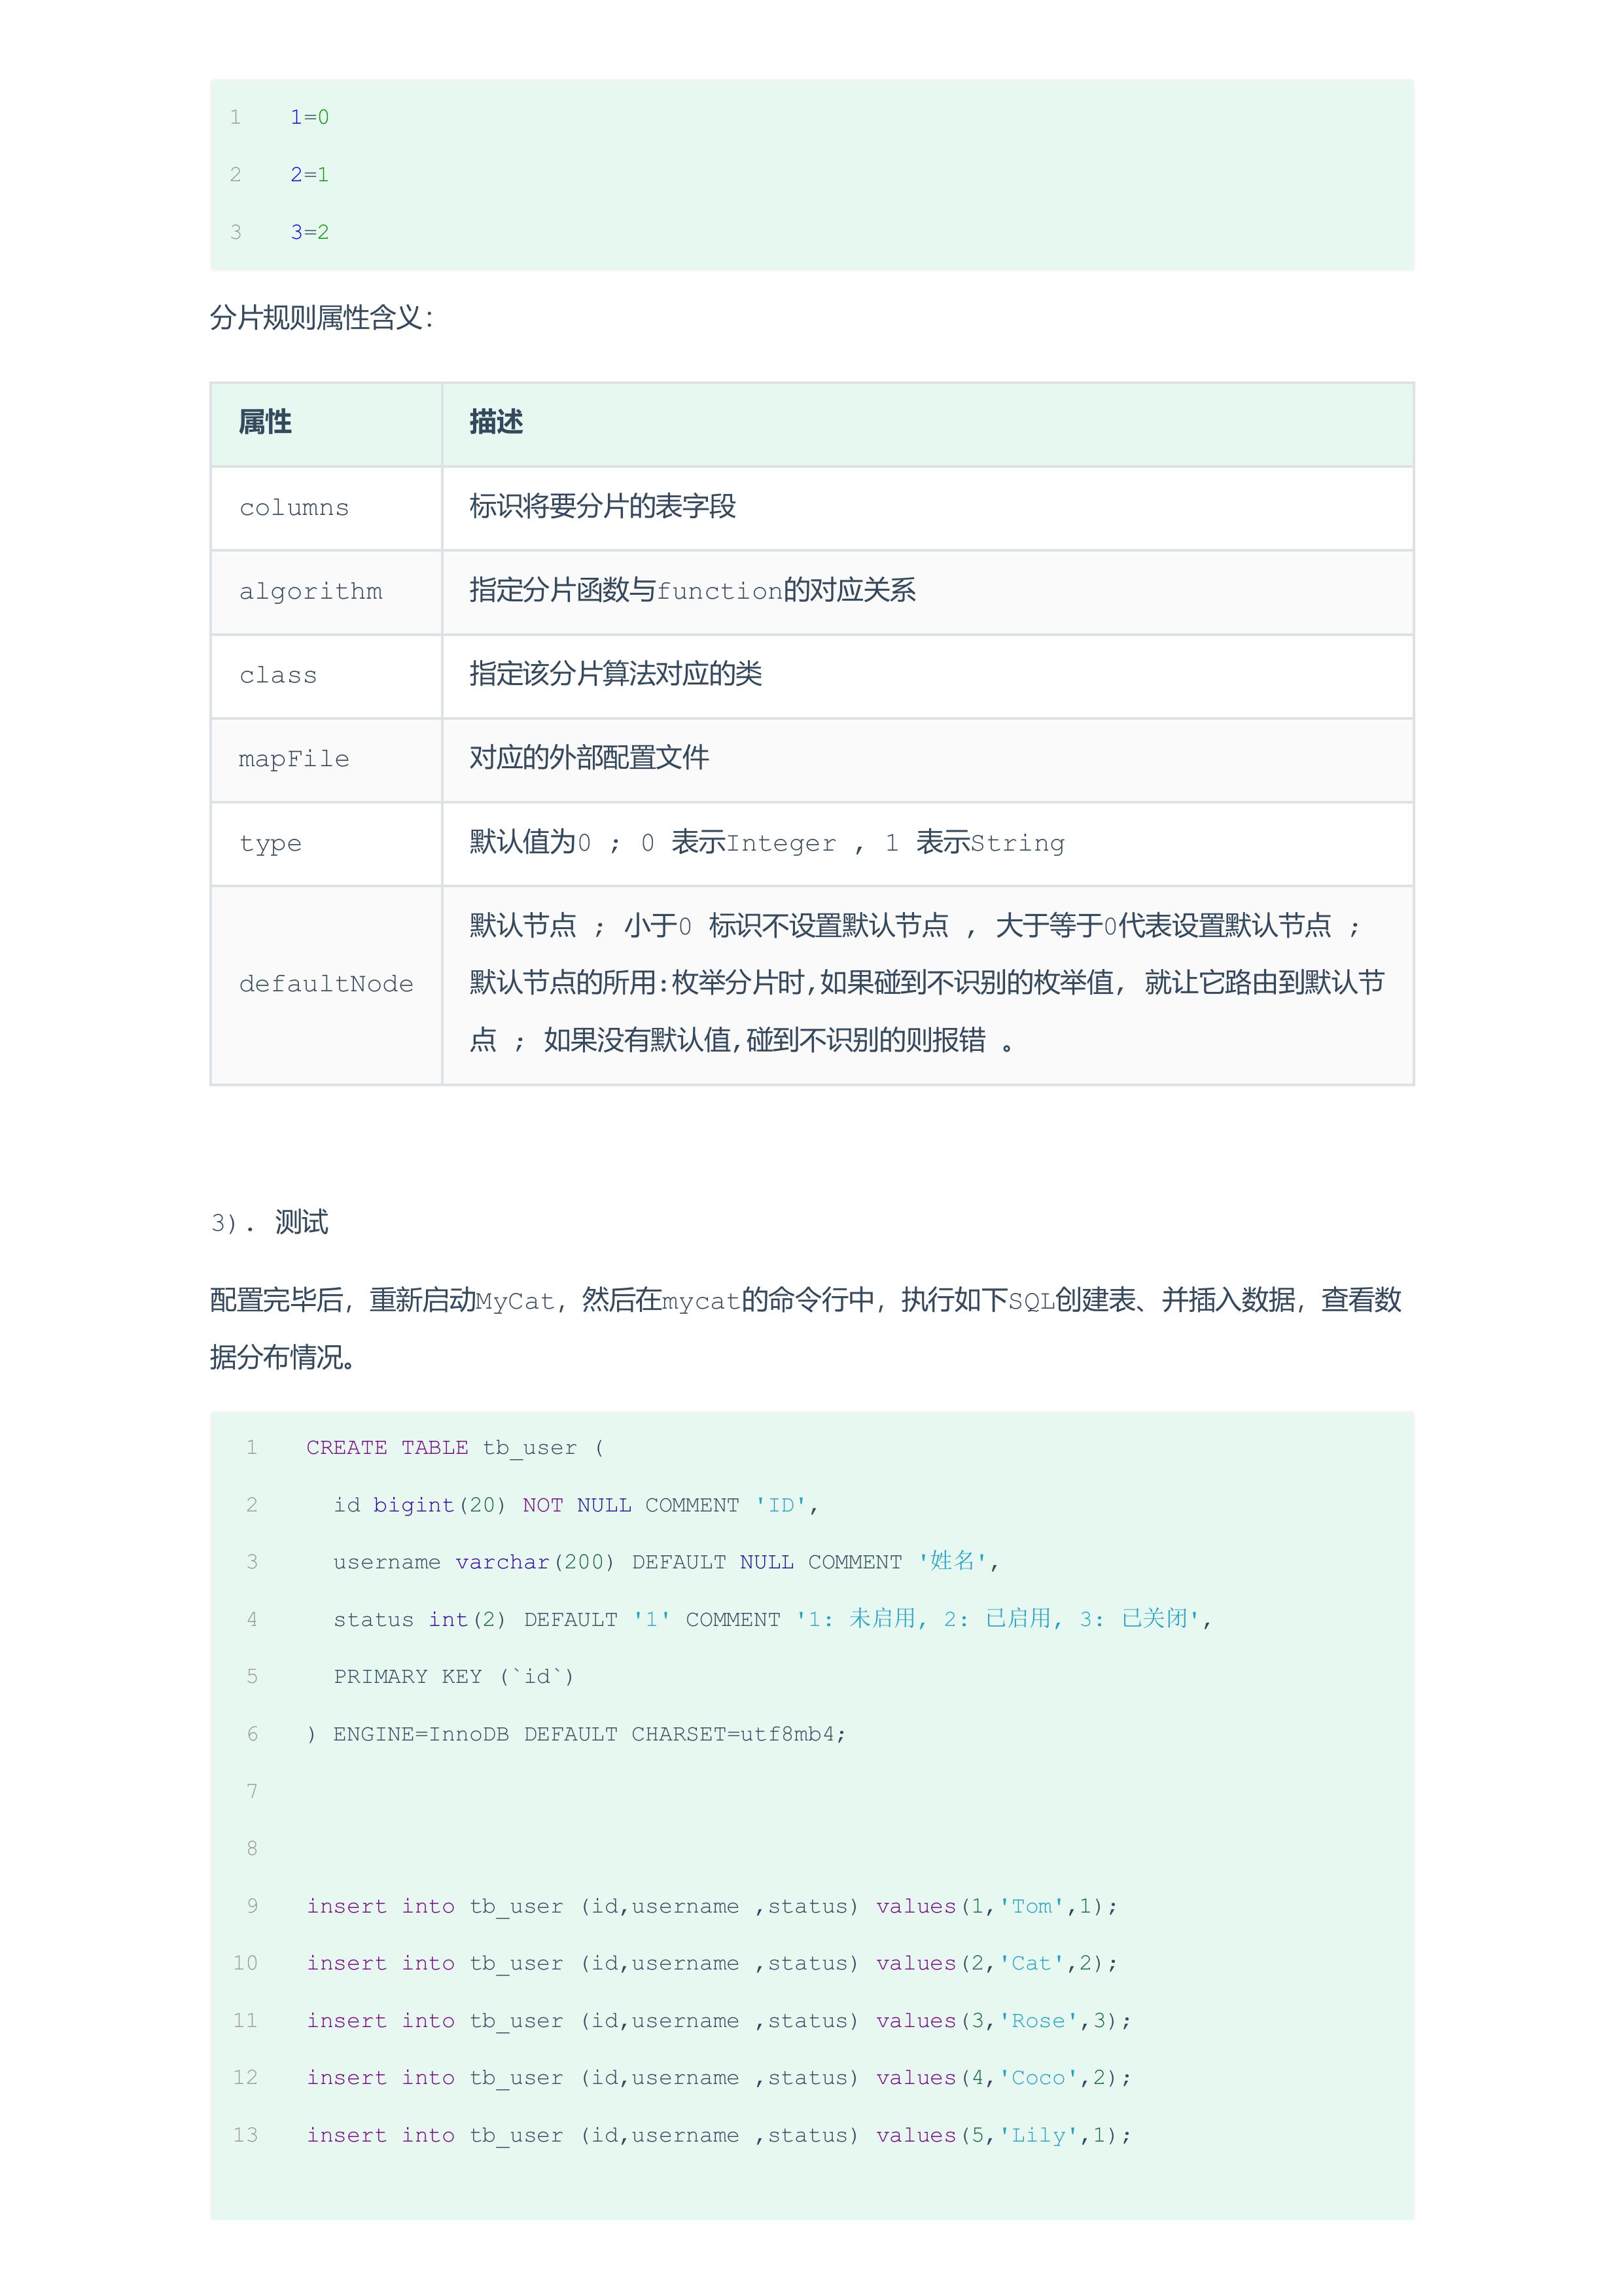 1 1=0
2 2=1
3 3=2
分片规则属性含义：
属性 描述
columns 标识将要分片的表字段
algorithm 指定分片函数与function的对应关系
class 指定该分片算法对应的类
mapFile 对应的外部配置文件
type 默认值为0 ; 0 表示Integer , 1 表示String
defaultNode 默认节点 ; 小于0 标识不设置默认节点 , 大于等于0代表设置默认节点 ;
默认节点的所用:枚举分片时,如果碰到不识别的枚举值, 就让它路由到默认节
点 ; 如果没有默认值,碰到不识别的则报错 。
3). 测试
配置完毕后，重新启动MyCat，然后在mycat的命令行中，执行如下SQL创建表、并插入数据，查看数
据分布情况。
1 CREATE TABLE tb_user (
2 id bigint(20) NOT NULL COMMENT 'ID',
3 username varchar(200) DEFAULT NULL COMMENT '姓名',
4 status int(2) DEFAULT '1' COMMENT '1: 未启用, 2: 已启用, 3: 已关闭',
5 PRIMARY KEY (`id`)
6 ) ENGINE=InnoDB DEFAULT CHARSET=utf8mb4;
7
8
9 insert into tb_user (id,username ,status) values(1,'Tom',1);
10 insert into tb_user (id,username ,status) values(2,'Cat',2);
11 insert into tb_user (id,username ,status) values(3,'Rose',3);
12 insert into tb_user (id,username ,status) values(4,'Coco',2);
13 insert into tb_user (id,username ,status) values(5,'Lily',1);